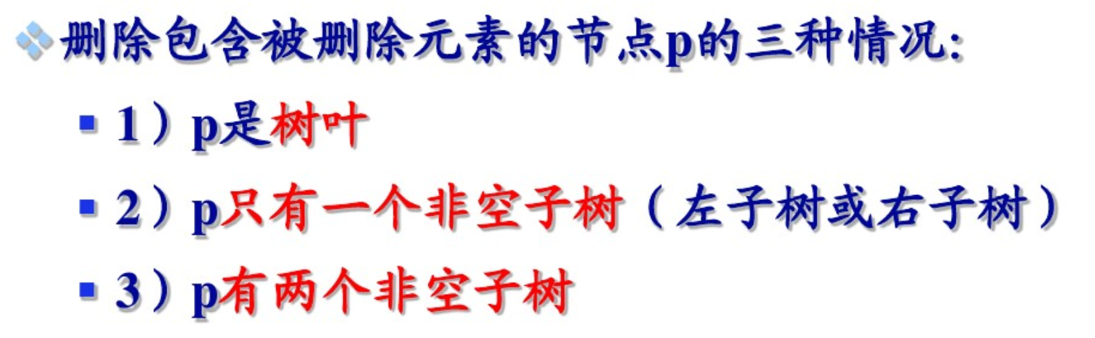 删除包含被删除元素的节点p的三种情况:
1）p是树叶
2）p只有一个非空子树（左子树或右子树）
3）p有两个非空子树